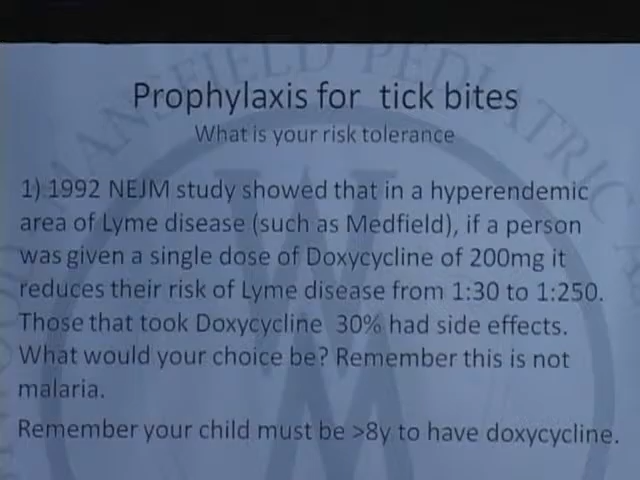 MANSFIELD PEDIATRIC
Prophylaxis for tick bites
What is your risk tolerance
1) 1992 NEJM study showed that in a hyperendemic
area of Lyme disease (such as Medfield), if a person
was given a single dose of Doxycycline of 200mg it
reduces their risk of Lyme disease from 1:30 to 1:250.
Those that took Doxycycline 30% had side effects.
What would your choice be? Remember this is not
malaria.
Remember your child must be >8y to have doxycycline.